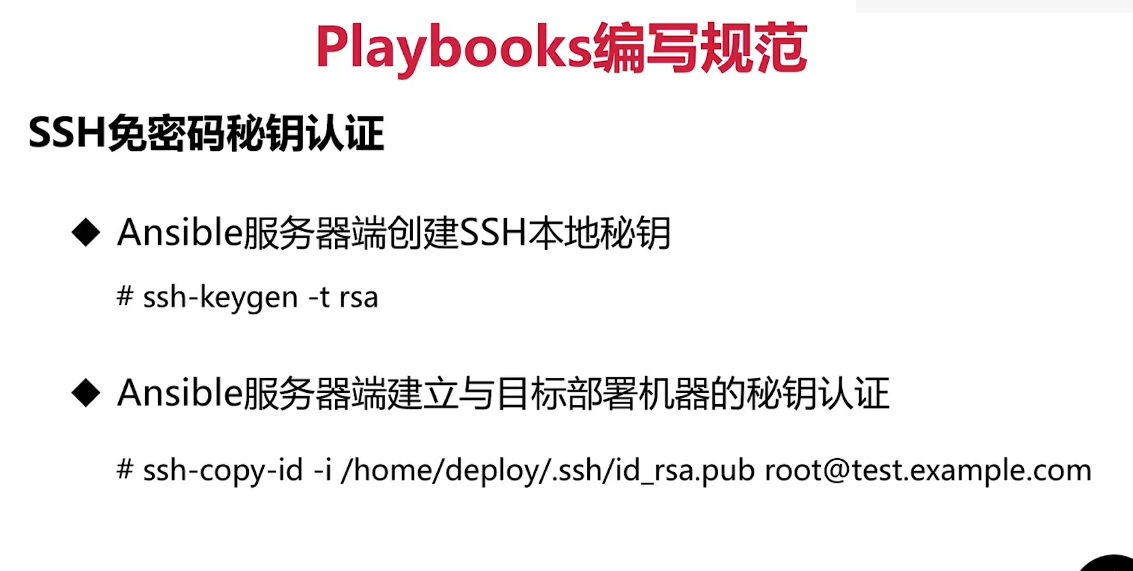 Playbooks编写规范
SSH免密码秘钥认证
◆ Ansible服务器端创建SSH本地秘钥
# ssh-keygen -t rsa
◆ Ansible服务器端建立与目标部署机器的秘钥认证
# ssh-copy-id -i /home/deploy/.ssh/id_rsa.pub root@test.example.com